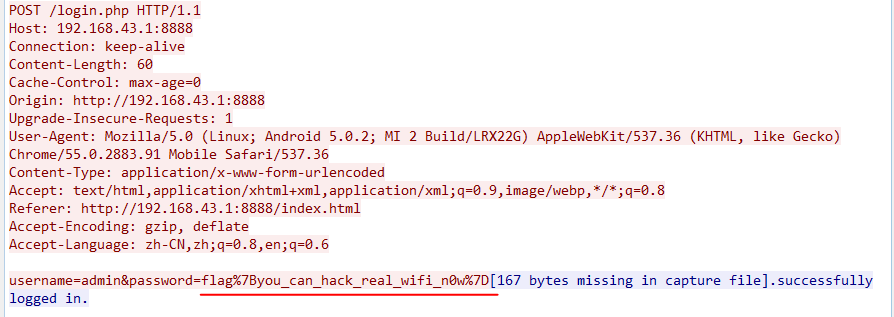 POST /login.php HTTP/1.1
Host: 192.168.43.1:8888
Connection: keep-alive
Content-Length: 60
Cache-Control: max-age=0
Origin: http://192.168.43.1:8888
Upgrade-Insecure-Requests: 1
User-Agent: Mozilla/5.0 (Linux; Android 5.0.2; MI 2 Build/LRX22G) AppleWebKit/537.36 (KHTML, like Gecko)
Chrome/55.0.2883.91 Mobile Safari/537.36
Content-Type: application/x-www-form-urlencoded
Accept: text/html,application/xhtml+xml,application/xml;q=0.9,image/webp,*/*;q=0.8
Referer: http://192.168.43.1:8888/index.html
Accept-Encoding: gzip, deflate
Accept-Language: zh-CN,zh;q=0.8,en;q=0.6
username=admin&password=flag%7Byou_can_hack_real_wifi_n0w%7D[167 bytes missing in capture file].successfully
logged in.